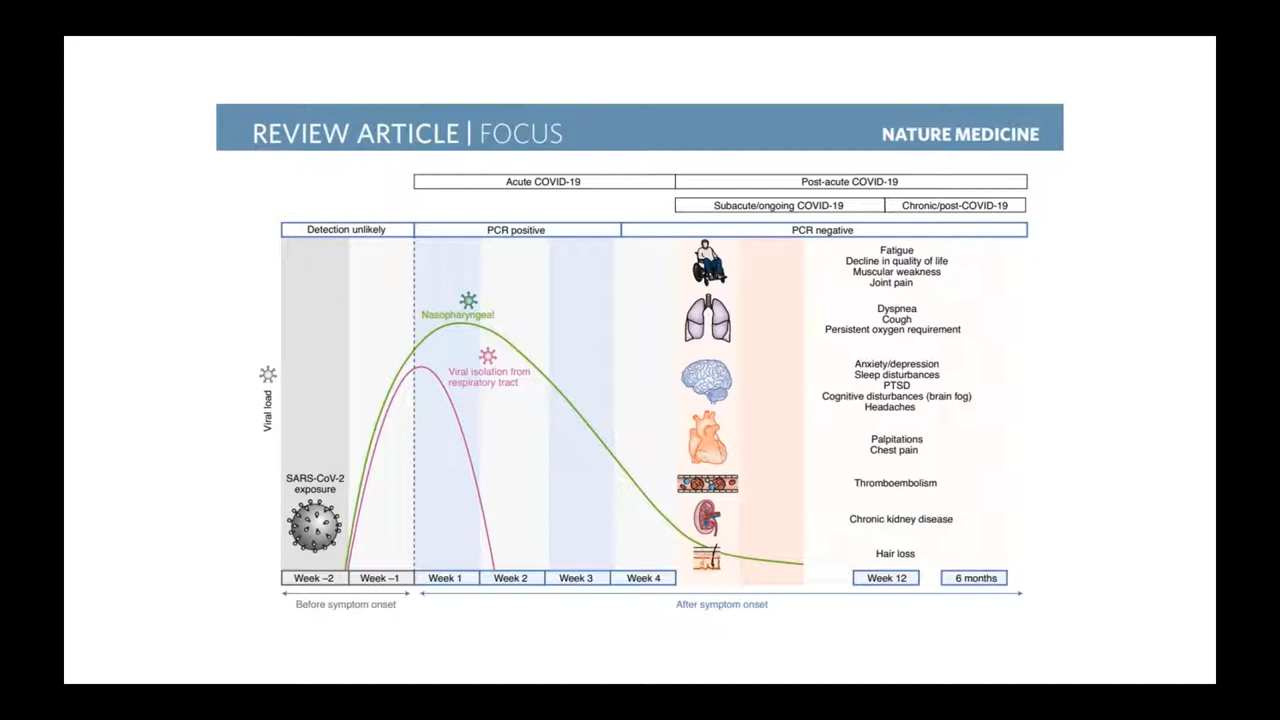 REVIEW ARTICLE | FOCUS
NATURE MEDICINE
Acute COVID-19
Post-acute COVID-19
Subacute/ongoing COVID-19
Chronic/post-COVID-19
Detection unlikely
PCR positive
PCR negative
Fatigue
Decline in quality of life
Muscular weakness
Joint pain
Nasopharyngeal
Dyspnea
Cough
Persistent oxygen requirement
Viral isolation from
respiratory tract
Anxiety/depression
Sleep disturbances
PTSD
Cognitive disturbances (brain fog)
Headaches
Viral load
Palpitations
Chest pain
SARS-CoV-2
exposure
Thromboembolism
Chronic kidney disease
Hair loss
Week –2
Week –1
Week 1
Week 2
Week 3
Week 4
Week 12
6 months
Before symptom onset
After symptom onset